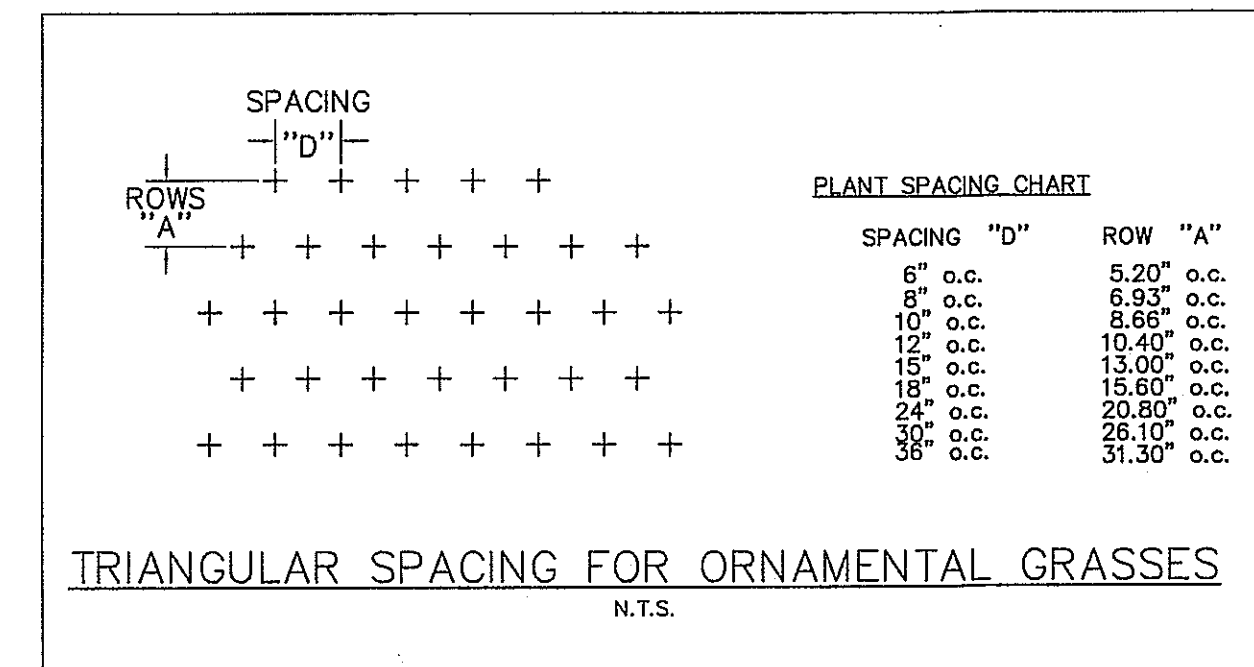 SPACING
"D"
ROWS
"A"
PLANT SPACING CHART
SPACING "D" ROW "A"
6" o.c. 5.20" o.c.
8" o.c. 6.93" o.c.
10" o.c. 8.66" o.c.
12" o.c. 10.40" o.c.
15" o.c. 13.00" o.c.
18" o.c. 15.60" o.c.
24" o.c. 20.80" o.c.
30" o.c. 26.10" o.c.
36" o.c. 31.30" o.c.
TRIANGULAR SPACING FOR ORNAMENTAL GRASSES
N.T.S.